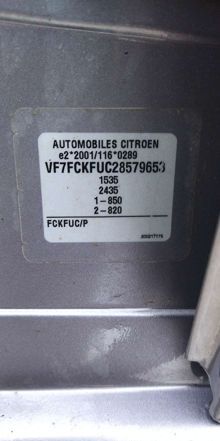 AUTOMOBILES CITROEN
e2*2001/116*0289
VF7FCKFUC28579653
1535
2435
1-850
2-820
FCKFUC/P